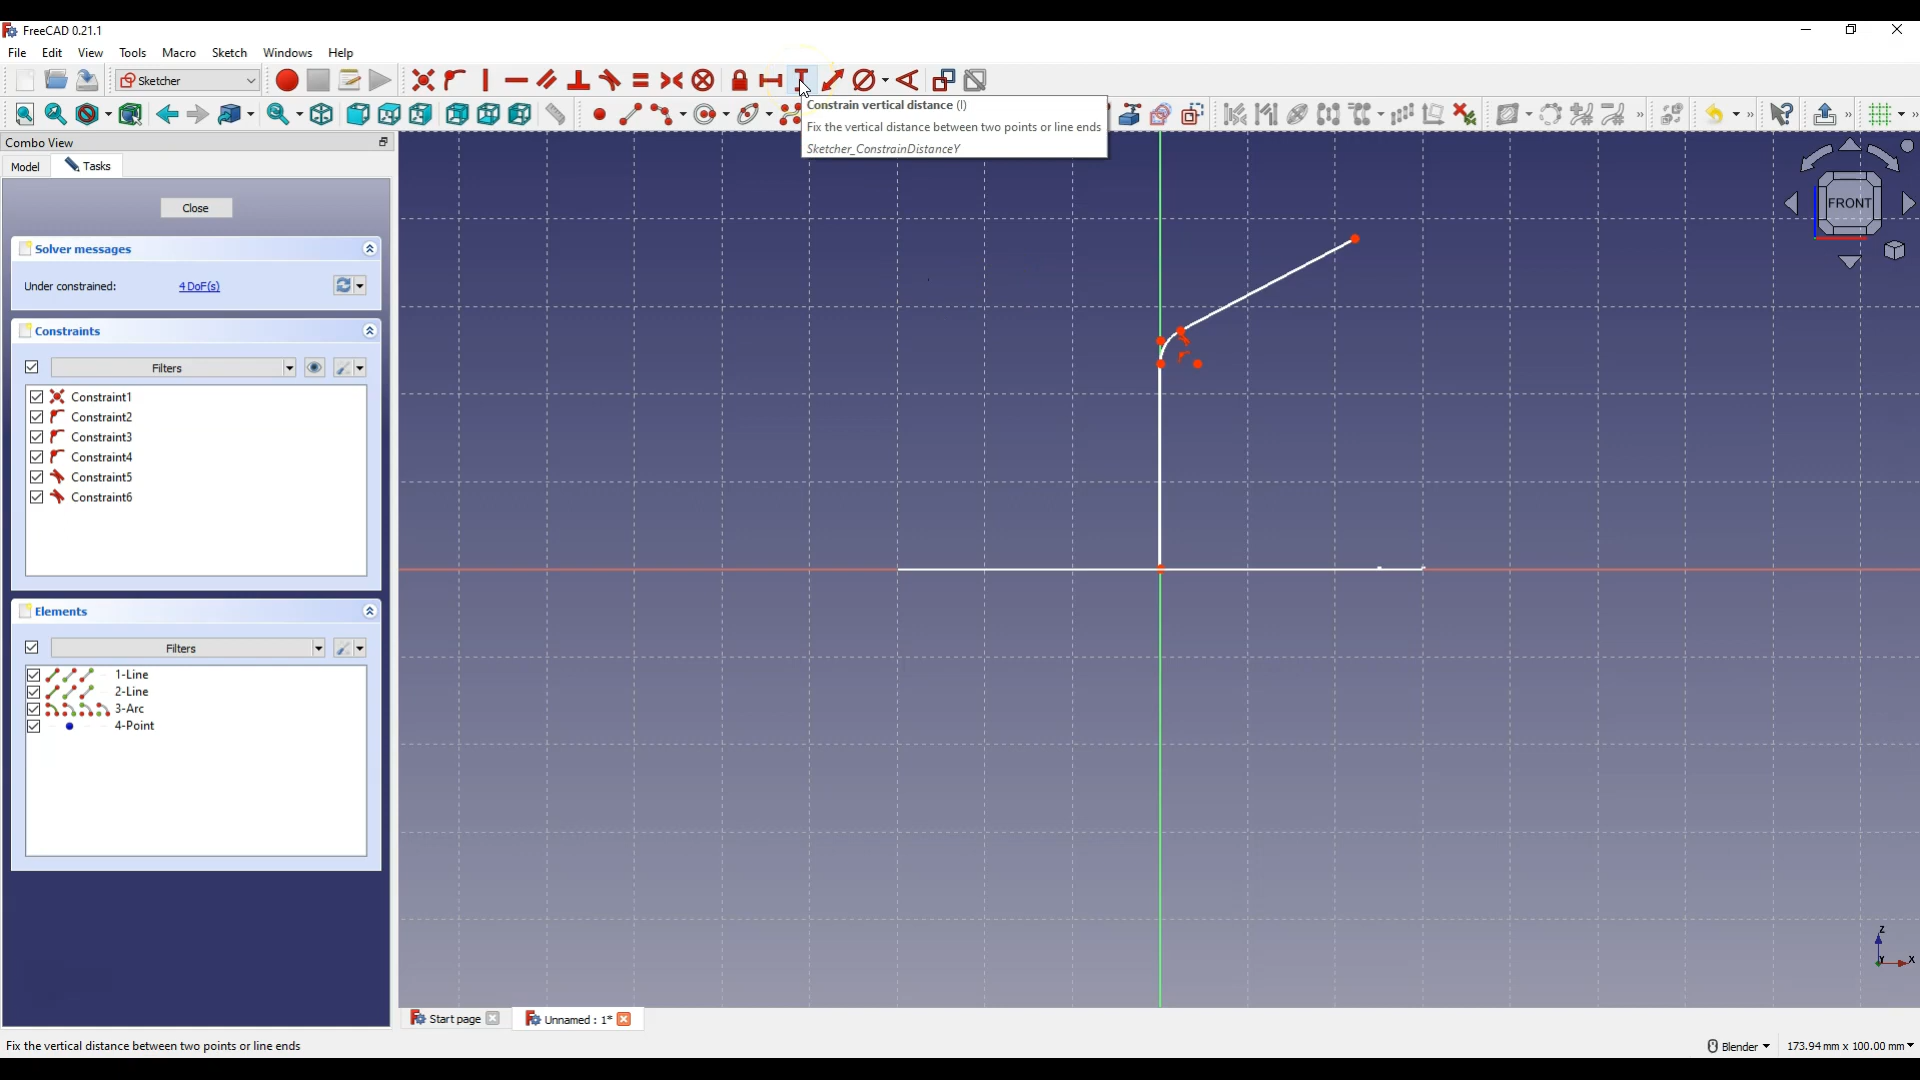 FreeCAD 0.21.1
File Edit View Tools Macro Sketch Windows Help
Sketcher
Constrain vertical distance (I)
Fix the vertical distance between two points or line ends
Sketcher_ConstrainDistanceY
Combo View
Model Tasks
Close
Solver messages
Under constrained: 4 DoF(s)
Constraints
Filters
Constraint1
Constraint2
Constraint3
Constraint4
Constraint5
Constraint6
Elements
Filters
1-Line
2-Line
3-Arc
4-Point
FRONT
Z
Y
X
Start page
Unnamed : 1*
Fix the vertical distance between two points or line ends
Blender
173.94 mm x 100.00 mm